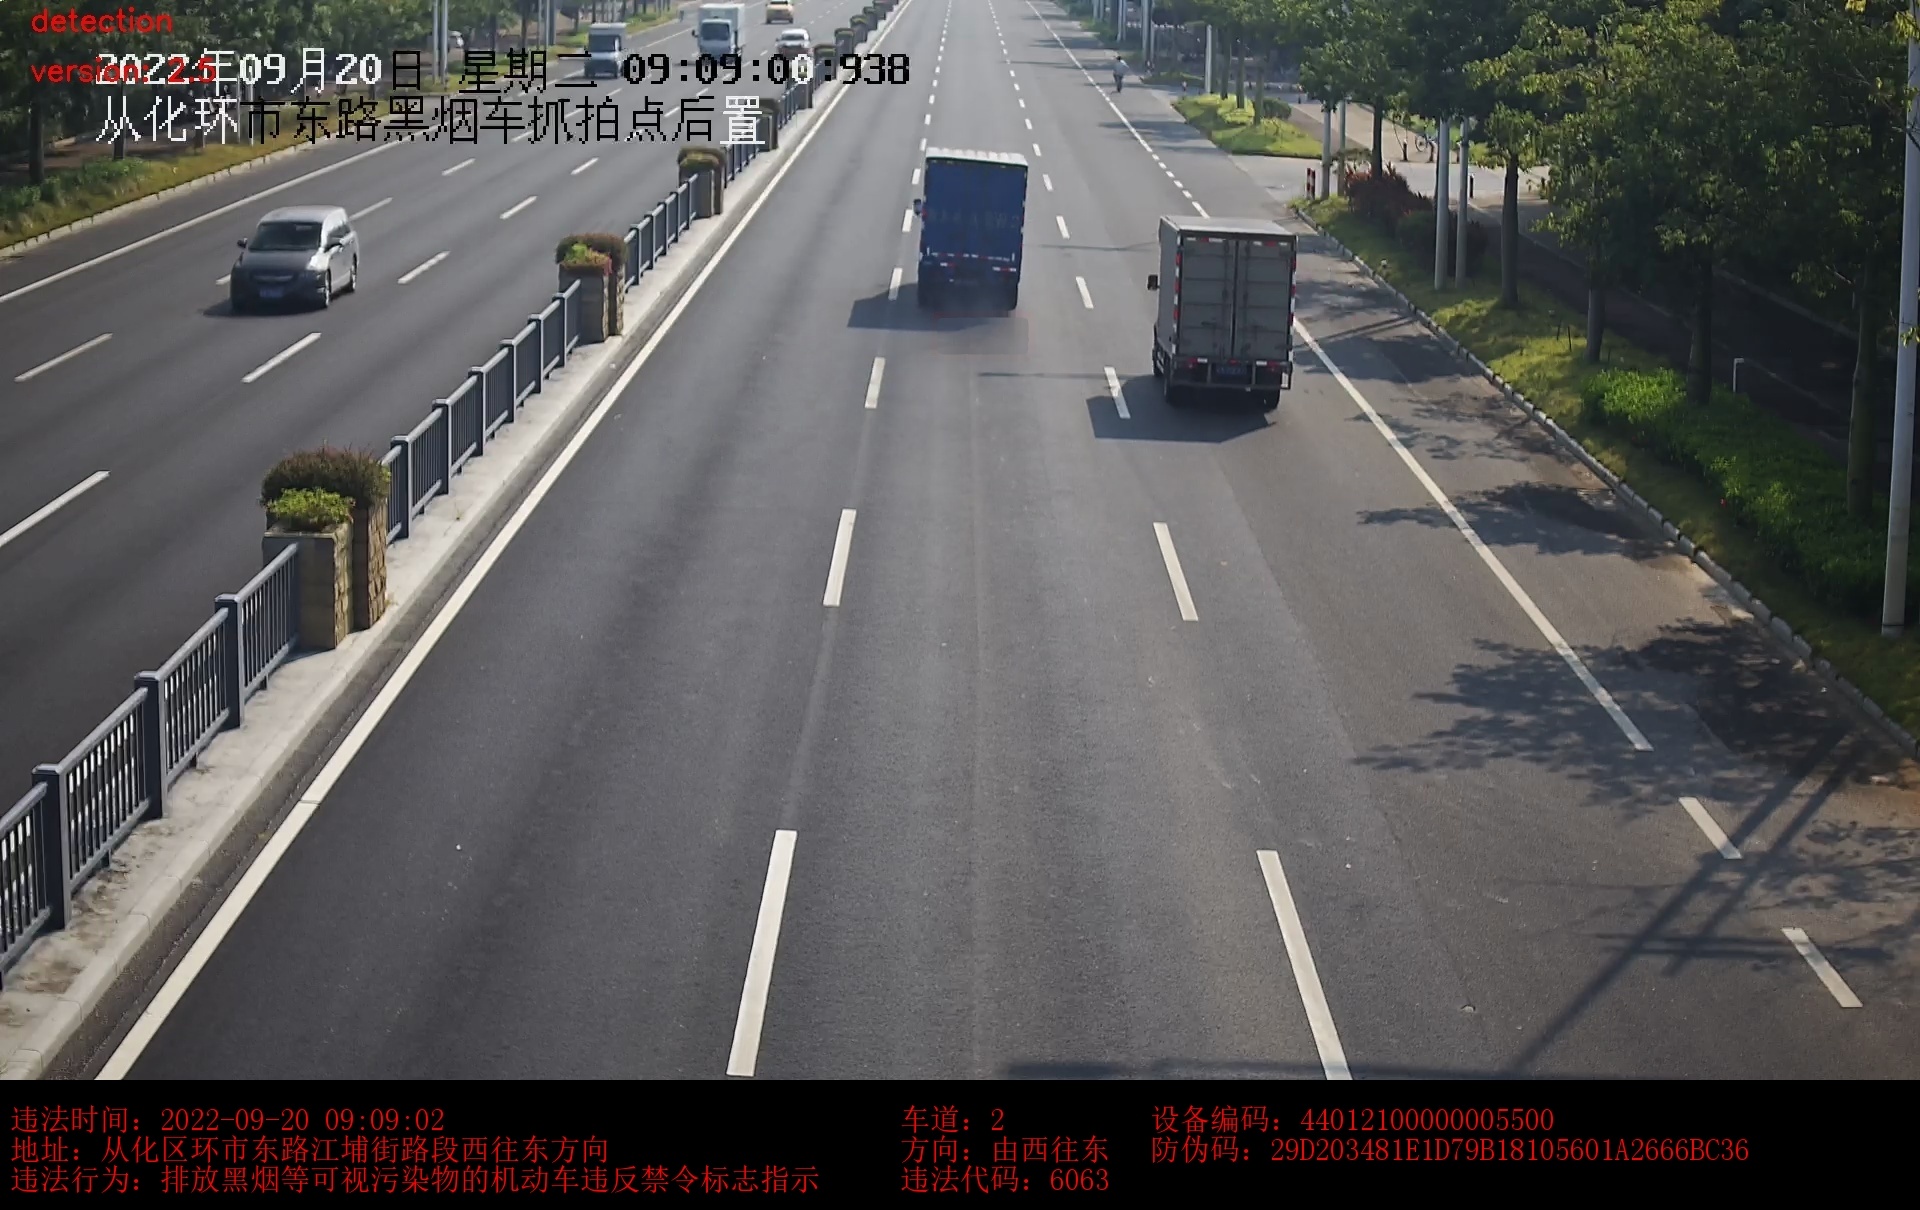 detection
version: 2.5
2022年09月20日 星期二 09:09:00:938
从化环市东路黑烟车抓拍点后置
违法时间：2022-09-20 09:09:02 车道：2 设备编码：44012100000005500
地址：从化区环市东路江埔街路段西往东方向 方向：由西往东 防伪码：29D203481E1D79B18105601A2666BC36
违法行为：排放黑烟等可视污染物的机动车违反禁令标志指示 违法代码：6063